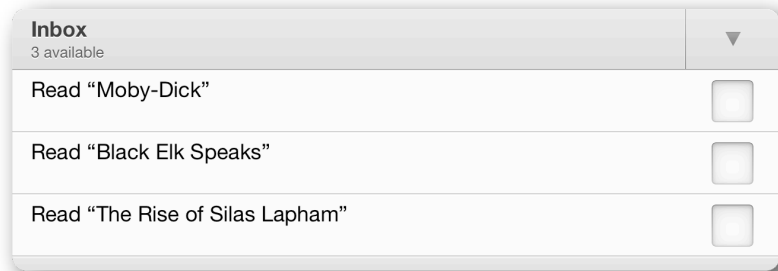 Inbox
3 available
Read “Moby-Dick”
Read “Black Elk Speaks”
Read “The Rise of Silas Lapham”